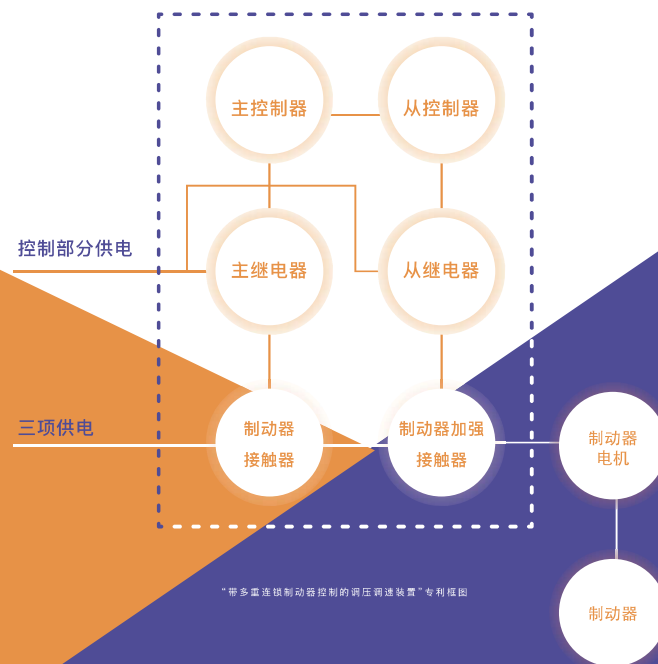 主控制器
从控制器
控制部分供电
主继电器
从继电器
三项供电
制动器
接触器
制动器加强
接触器
制动器
电机
制动器
“带多重连锁制动器控制的调压调速装置”专利框图